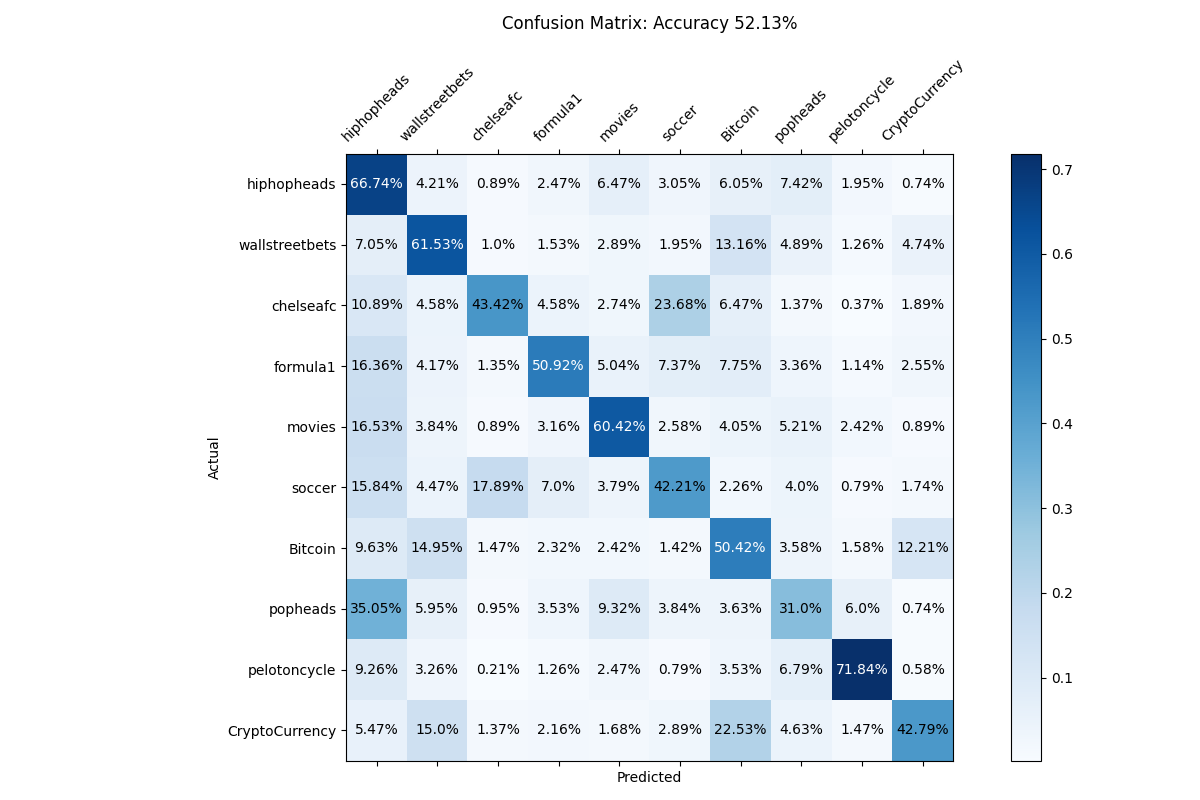 Confusion Matrix: Accuracy 52.13%
hiphopheads wallstreetbets chelseafc formula1 movies soccer Bitcoin popheads pelotoncycle CryptoCurrency
hiphopheads 66.74% 4.21% 0.89% 2.47% 6.47% 3.05% 6.05% 7.42% 1.95% 0.74%
wallstreetbets 7.05% 61.53% 1.0% 1.53% 2.89% 1.95% 13.16% 4.89% 1.26% 4.74%
chelseafc 10.89% 4.58% 43.42% 4.58% 2.74% 23.68% 6.47% 1.37% 0.37% 1.89%
formula1 16.36% 4.17% 1.35% 50.92% 5.04% 7.37% 7.75% 3.36% 1.14% 2.55%
movies 16.53% 3.84% 0.89% 3.16% 60.42% 2.58% 4.05% 5.21% 2.42% 0.89%
soccer 15.84% 4.47% 17.89% 7.0% 3.79% 42.21% 2.26% 4.0% 0.79% 1.74%
Bitcoin 9.63% 14.95% 1.47% 2.32% 2.42% 1.42% 50.42% 3.58% 1.58% 12.21%
popheads 35.05% 5.95% 0.95% 3.53% 9.32% 3.84% 3.63% 31.0% 6.0% 0.74%
pelotoncycle 9.26% 3.26% 0.21% 1.26% 2.47% 0.79% 3.53% 6.79% 71.84% 0.58%
CryptoCurrency 5.47% 15.0% 1.37% 2.16% 1.68% 2.89% 22.53% 4.63% 1.47% 42.79%
Actual
Predicted
0.7
0.6
0.5
0.4
0.3
0.2
0.1